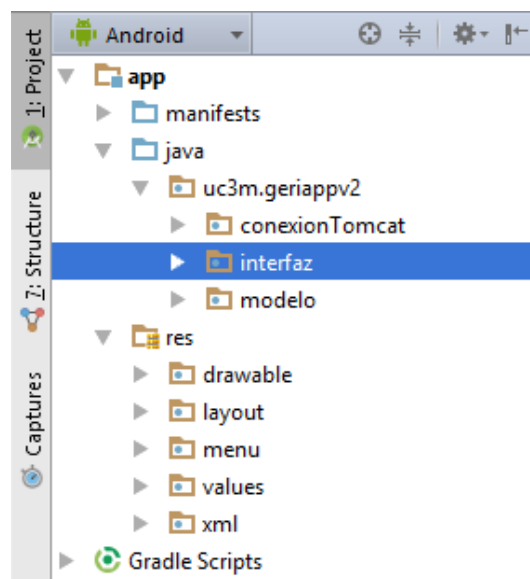 1: Project
7: Structure
Captures
Android
app
manifests
java
uc3m.geriappv2
conexionTomcat
interfaz
modelo
res
drawable
layout
menu
values
xml
Gradle Scripts